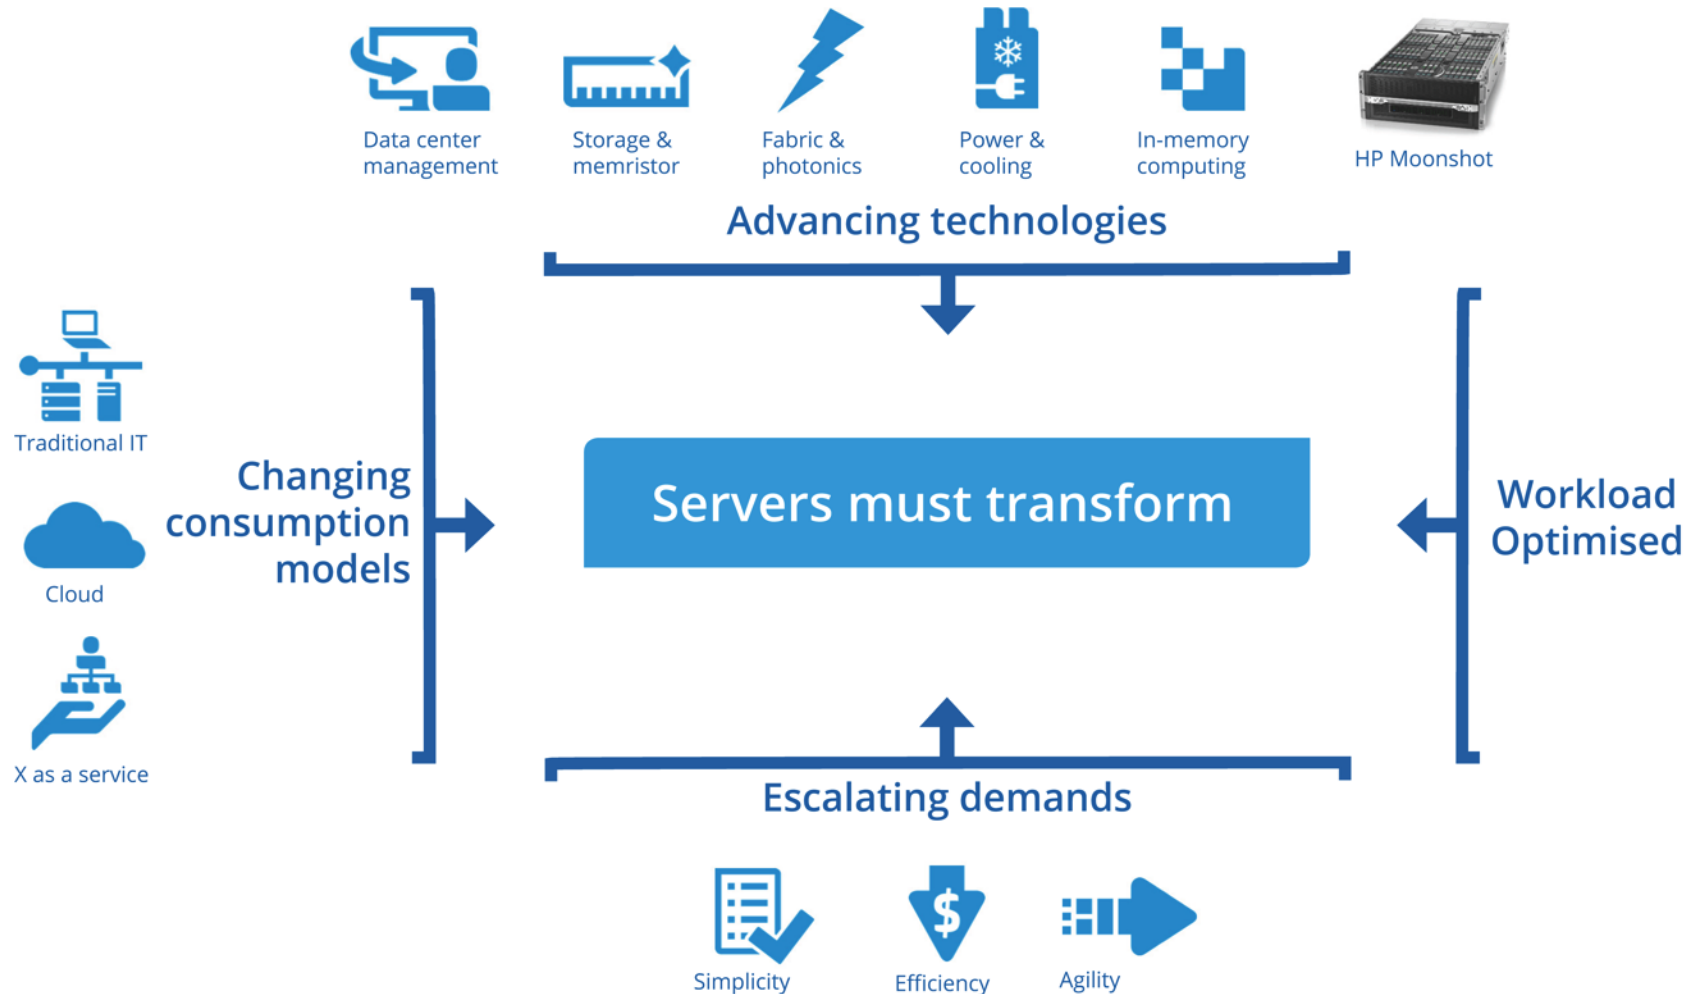 Data center
management
Storage &
memristor
Fabric &
photonics
Power &
cooling
In-memory
computing
HP Moonshot
Advancing technologies
Traditional IT
Cloud
X as a service
Changing
consumption
models
Servers must transform
Workload
Optimised
Escalating demands
$
Simplicity
Efficiency
Agility